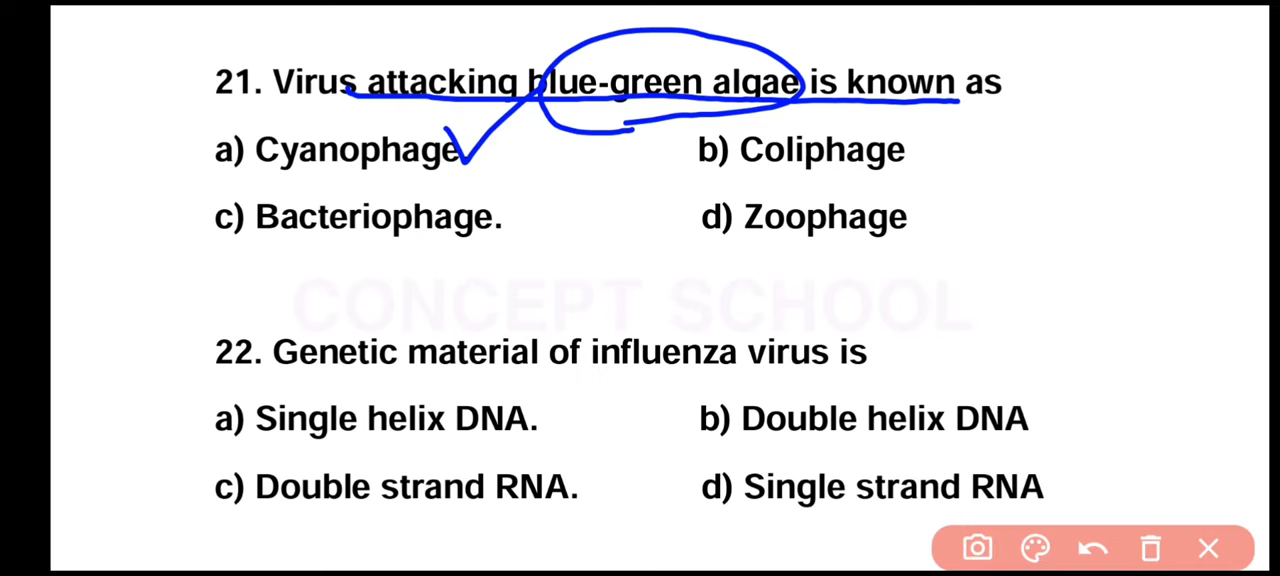 21. Virus attacking blue-green algae is known as
a) Cyanophage b) Coliphage
c) Bacteriophage. d) Zoophage
CONCEPT SCHOOL
22. Genetic material of influenza virus is
a) Single helix DNA. b) Double helix DNA
c) Double strand RNA. d) Single strand RNA